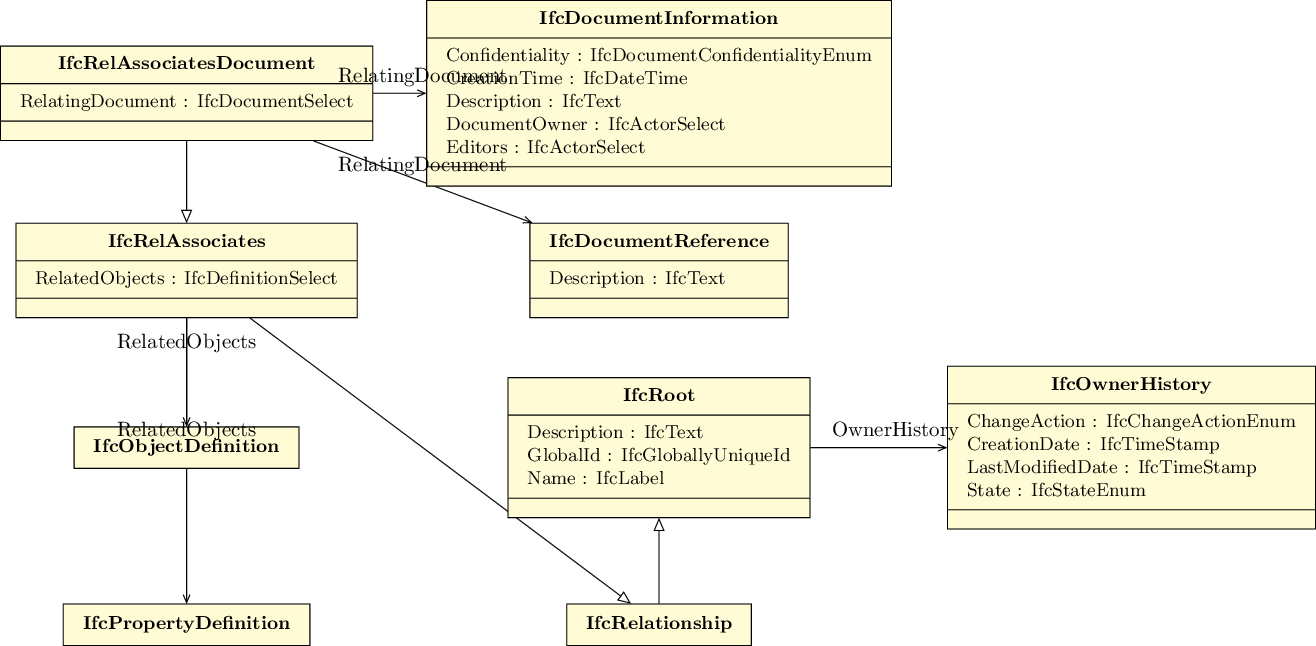 IfcDocumentInformation
Confidentiality : IfcDocumentConfidentialityEnum
CreationTime : IfcDateTime
Description : IfcText
DocumentOwner : IfcActorSelect
Editors : IfcActorSelect
IfcRelAssociatesDocument
RelatingDocument : IfcDocumentSelect
RelatingDocument
RelatingDocument
IfcRelAssociates
RelatedObjects : IfcDefinitionSelect
IfcDocumentReference
Description : IfcText
RelatedObjects
RelatedObjects
IfcObjectDefinition
IfcRoot
Description : IfcText
GlobalId : IfcGloballyUniqueId
Name : IfcLabel
OwnerHistory
IfcOwnerHistory
ChangeAction : IfcChangeActionEnum
CreationDate : IfcTimeStamp
LastModifiedDate : IfcTimeStamp
State : IfcStateEnum
IfcPropertyDefinition
IfcRelationship